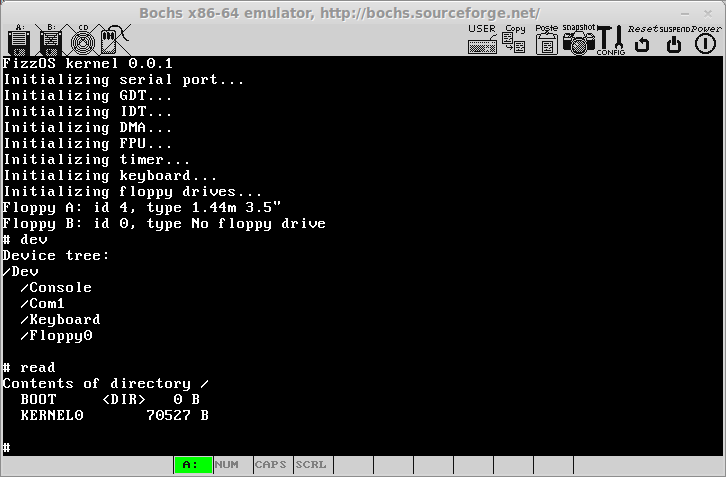 Bochs x86-64 emulator, http://bochs.sourceforge.net/
A: B: CD USER Copy Paste snapshot CONFIG Reset SUSPEND Power
FizzOS kernel 0.0.1
Initializing serial port...
Initializing GDT...
Initializing IDT...
Initializing DMA...
Initializing FPU...
Initializing timer...
Initializing keyboard...
Initializing floppy drives...
Floppy A: id 4, type 1.44m 3.5"
Floppy B: id 0, type No floppy drive
# dev
Device tree:
/Dev
  /Console
  /Com1
  /Keyboard
  /Floppy0
# read
Contents of directory /
  BOOT     <DIR>   0 B
  KERNEL0       70527 B
#
A: NUM CAPS SCRL